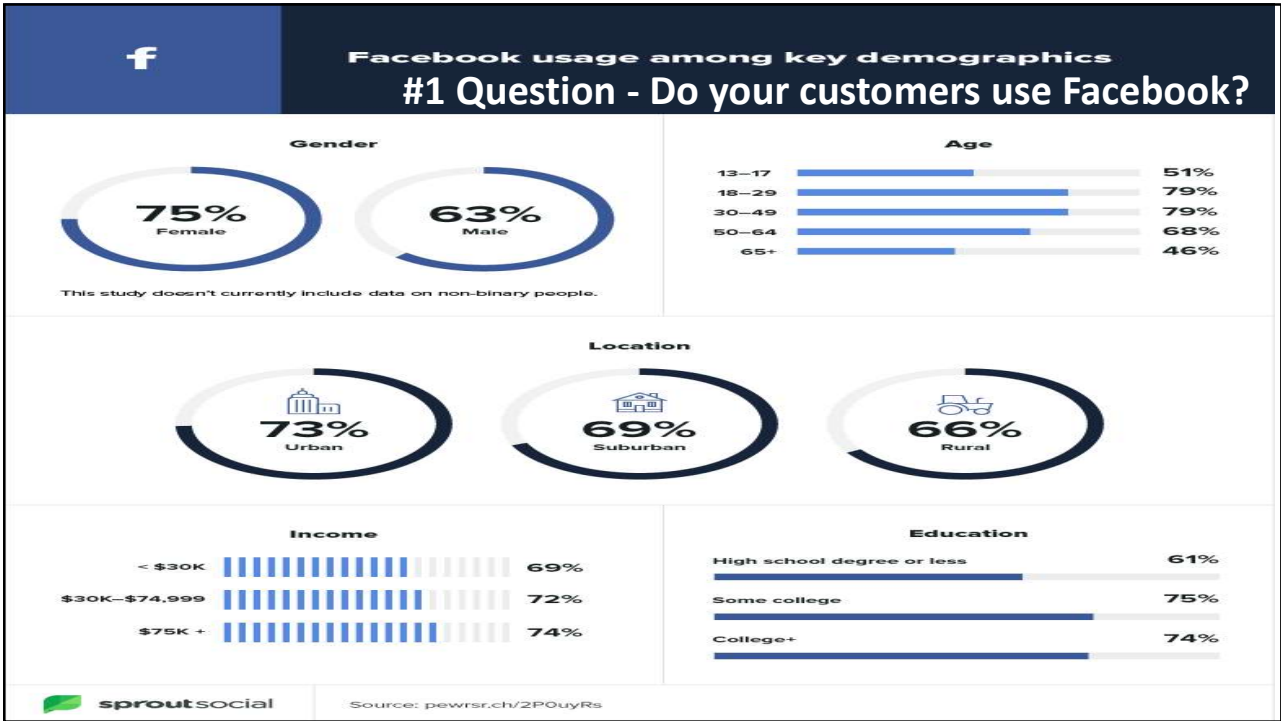 f
Facebook usage among key demographics
#1 Question - Do your customers use Facebook?
Gender
75%
Female
63%
Male
This study doesn't currently include data on non-binary people.
Age
13–17 51%
18–29 79%
30–49 79%
50–64 68%
65+ 46%
Location
73%
Urban
69%
Suburban
66%
Rural
Income
< $30K 69%
$30K–$74,999 72%
$75K + 74%
Education
High school degree or less 61%
Some college 75%
College+ 74%
sproutsocial
Source: pewrsr.ch/2P0uyRs